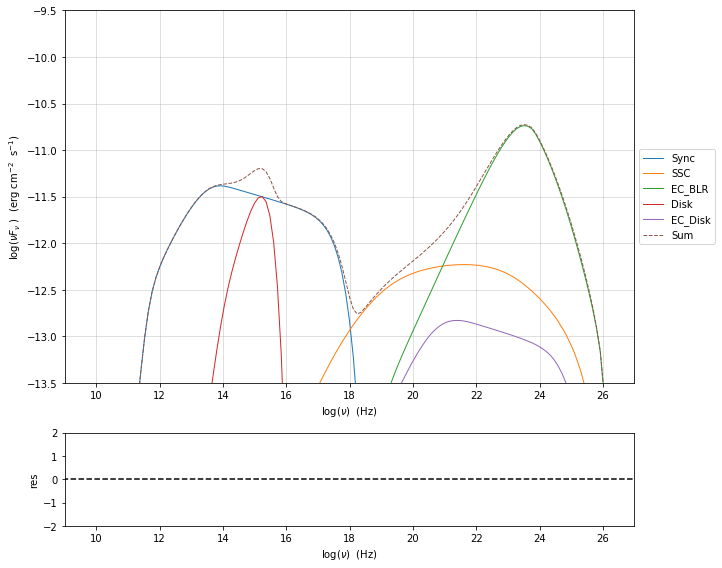 −9.5
−10.0
−10.5
−11.0
−11.5
−12.0
−12.5
−13.0
−13.5
log(υF_ν ) (erg cm⁻² s⁻¹)
10 12 14 16 18 20 22 24 26
log(ν) (Hz)
Sync
SSC
EC_BLR
Disk
EC_Disk
Sum
2
1
0
−1
−2
res
10 12 14 16 18 20 22 24 26
log(ν) (Hz)